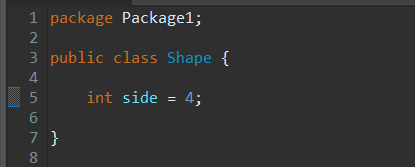 1 package Package1;
2
3 public class Shape {
4
5 int side = 4;
6
7 }
8